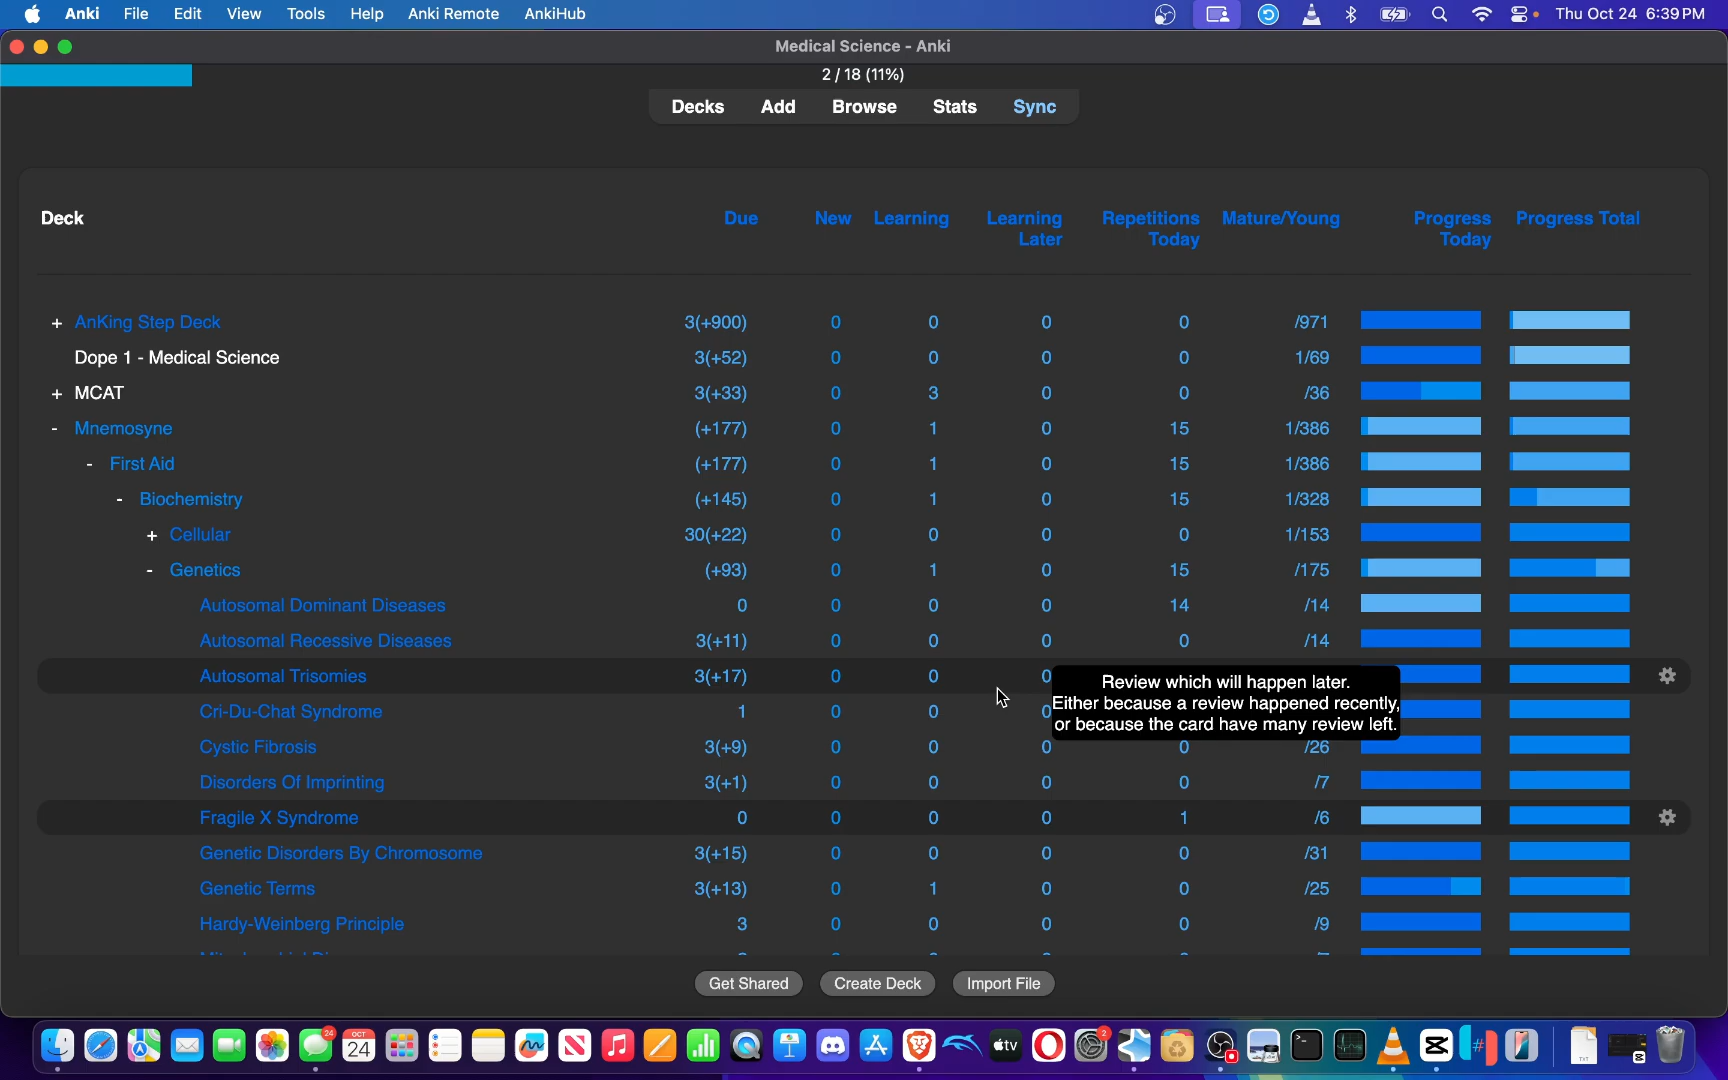 Anki File Edit View Tools Help Anki Remote AnkiHub Thu Oct 24 6:39 PM
Medical Science - Anki
2 / 18 (11%)
Decks Add Browse Stats Sync
Deck Due New Learning Learning Later Repetitions Today Mature/Young Progress Today Progress Total
+ AnKing Step Deck 3(+900) 0 0 0 0 /971
Dope 1 - Medical Science 3(+52) 0 0 0 0 1/69
+ MCAT 3(+33) 0 3 0 0 /36
- Mnemosyne (+177) 0 1 0 15 1/386
- First Aid (+177) 0 1 0 15 1/386
- Biochemistry (+145) 0 1 0 15 1/328
+ Cellular 30(+22) 0 0 0 0 1/153
- Genetics (+93) 0 1 0 15 /175
Autosomal Dominant Diseases 0 0 0 0 14 /14
Autosomal Recessive Diseases 3(+11) 0 0 0 0 /14
Autosomal Trisomies 3(+17) 0 0 0
Review which will happen later.
Either because a review happened recently,
or because the card have many review left.
Cri-Du-Chat Syndrome 1 0 0 0
Cystic Fibrosis 3(+9) 0 0 0 0 /26
Disorders Of Imprinting 3(+1) 0 0 0 0 /7
Fragile X Syndrome 0 0 0 0 1 /6
Genetic Disorders By Chromosome 3(+15) 0 0 0 0 /31
Genetic Terms 3(+13) 0 1 0 0 /25
Hardy-Weinberg Principle 3 0 0 0 0 /9
Get Shared Create Deck Import File
24 OCT 24 tv 2 # TXT